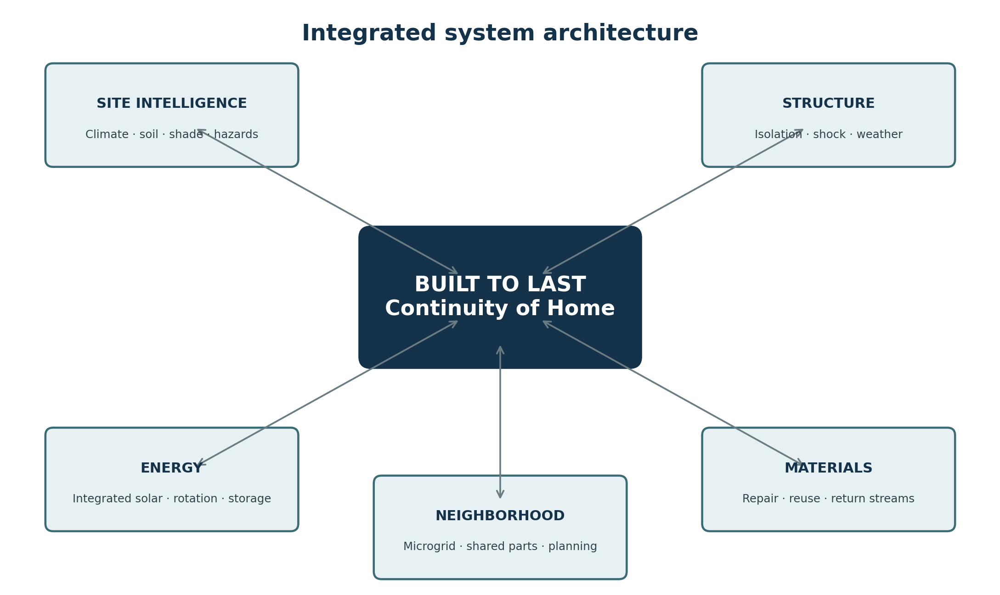 Integrated system architecture
SITE INTELLIGENCE
Climate · soil · shade · hazards
STRUCTURE
Isolation · shock · weather
BUILT TO LAST
Continuity of Home
ENERGY
Integrated solar · rotation · storage
MATERIALS
Repair · reuse · return streams
NEIGHBORHOOD
Microgrid · shared parts · planning